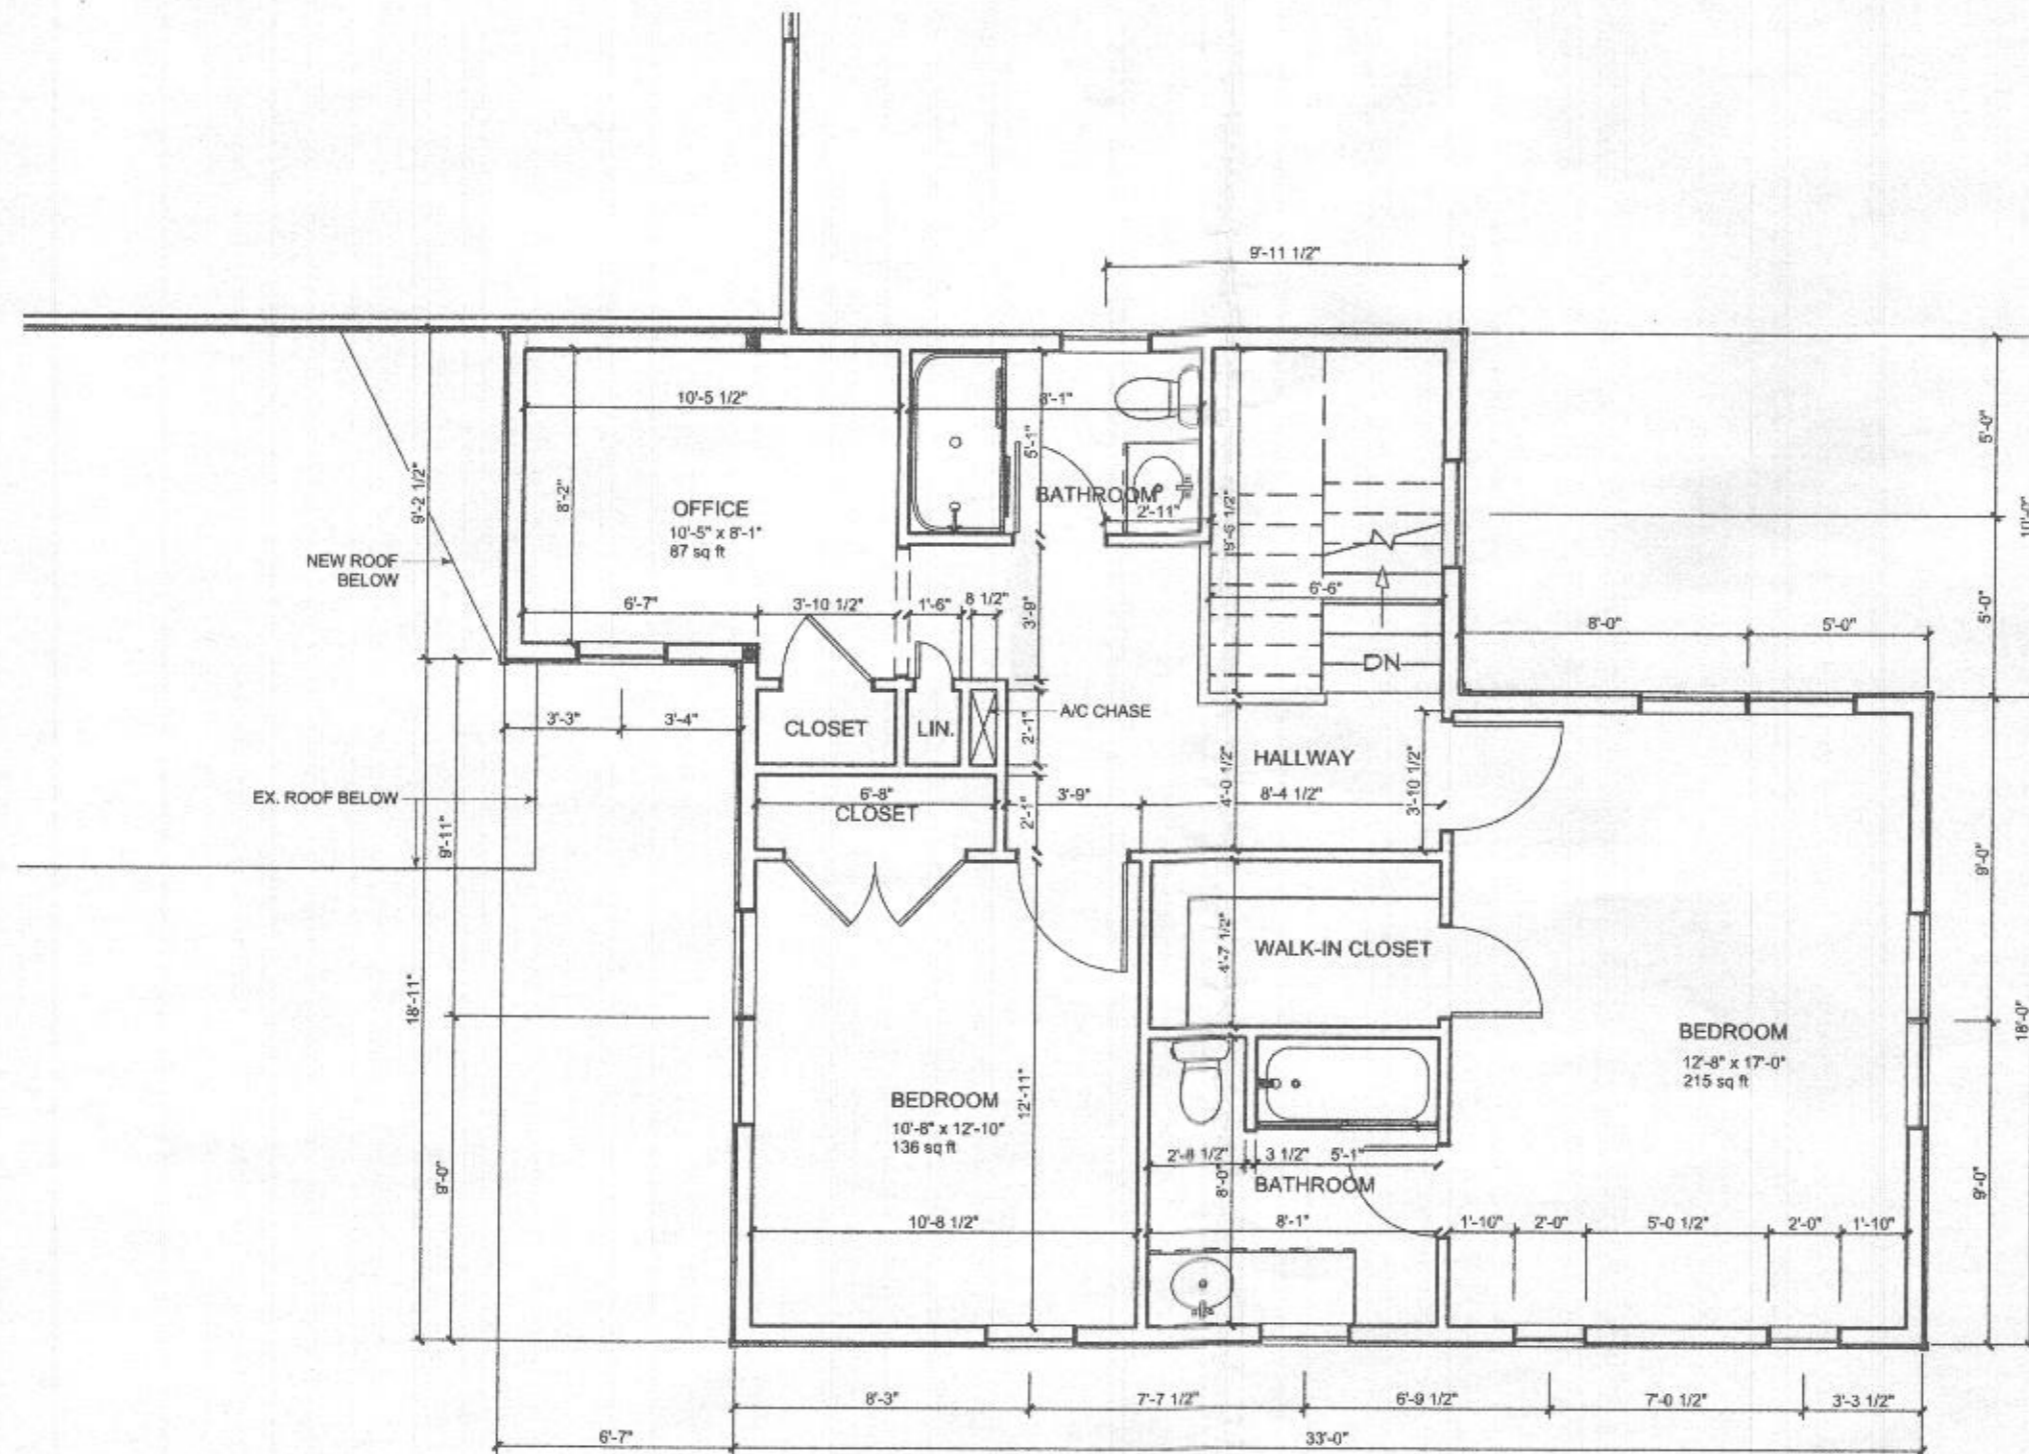 9'-11 1/2"
10'-5 1/2"
8'-1"
5'-1"
8'-2"
9'-2 1/2"
OFFICE
10'-5" x 8'-1"
87 sq ft
BATHROOM
2'-11"
9'-6 1/2"
5'-0"
10'-0"
NEW ROOF
BELOW
6'-7"
3'-10 1/2"
1'-6"
8 1/2"
3'-9"
6'-6"
DN
8'-0"
5'-0"
5'-0"
3'-3"
3'-4"
CLOSET
LIN.
2'-1"
A/C CHASE
HALLWAY
4'-0 1/2"
3'-10 1/2"
EX. ROOF BELOW
6'-8"
CLOSET
2'-1"
3'-9"
8'-4 1/2"
9'-11"
9'-0"
18'-11"
4'-7 1/2"
WALK-IN CLOSET
BEDROOM
12'-8" x 17'-0"
215 sq ft
18'-0"
BEDROOM
10'-8" x 12'-10"
136 sq ft
12'-11"
2'-8 1/2"
3 1/2"
5'-1"
BATHROOM
8'-0"
9'-0"
9'-0"
10'-8 1/2"
8'-1"
1'-10"
2'-0"
5'-0 1/2"
2'-0"
1'-10"
8'-3"
7'-7 1/2"
6'-9 1/2"
7'-0 1/2"
3'-3 1/2"
6'-7"
33'-0"